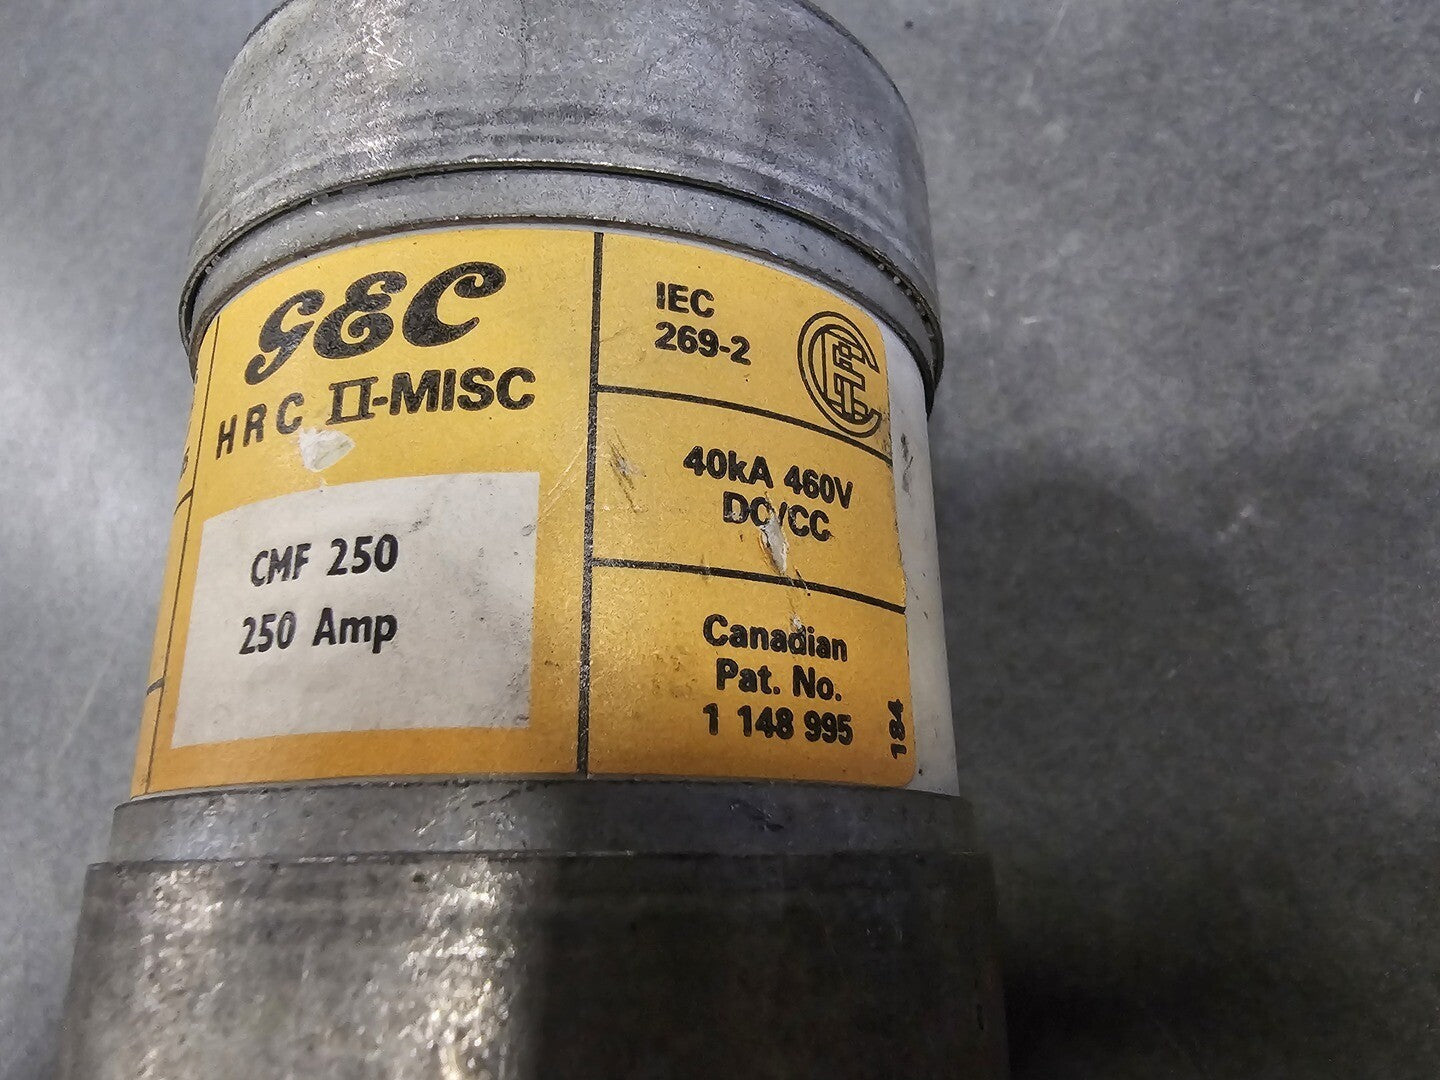 GEC
HRC II-MISC
CMF 250
250 Amp
IEC
269-2
40kA 460V
DC/CC
Canadian
Pat. No.
1 148 995
184